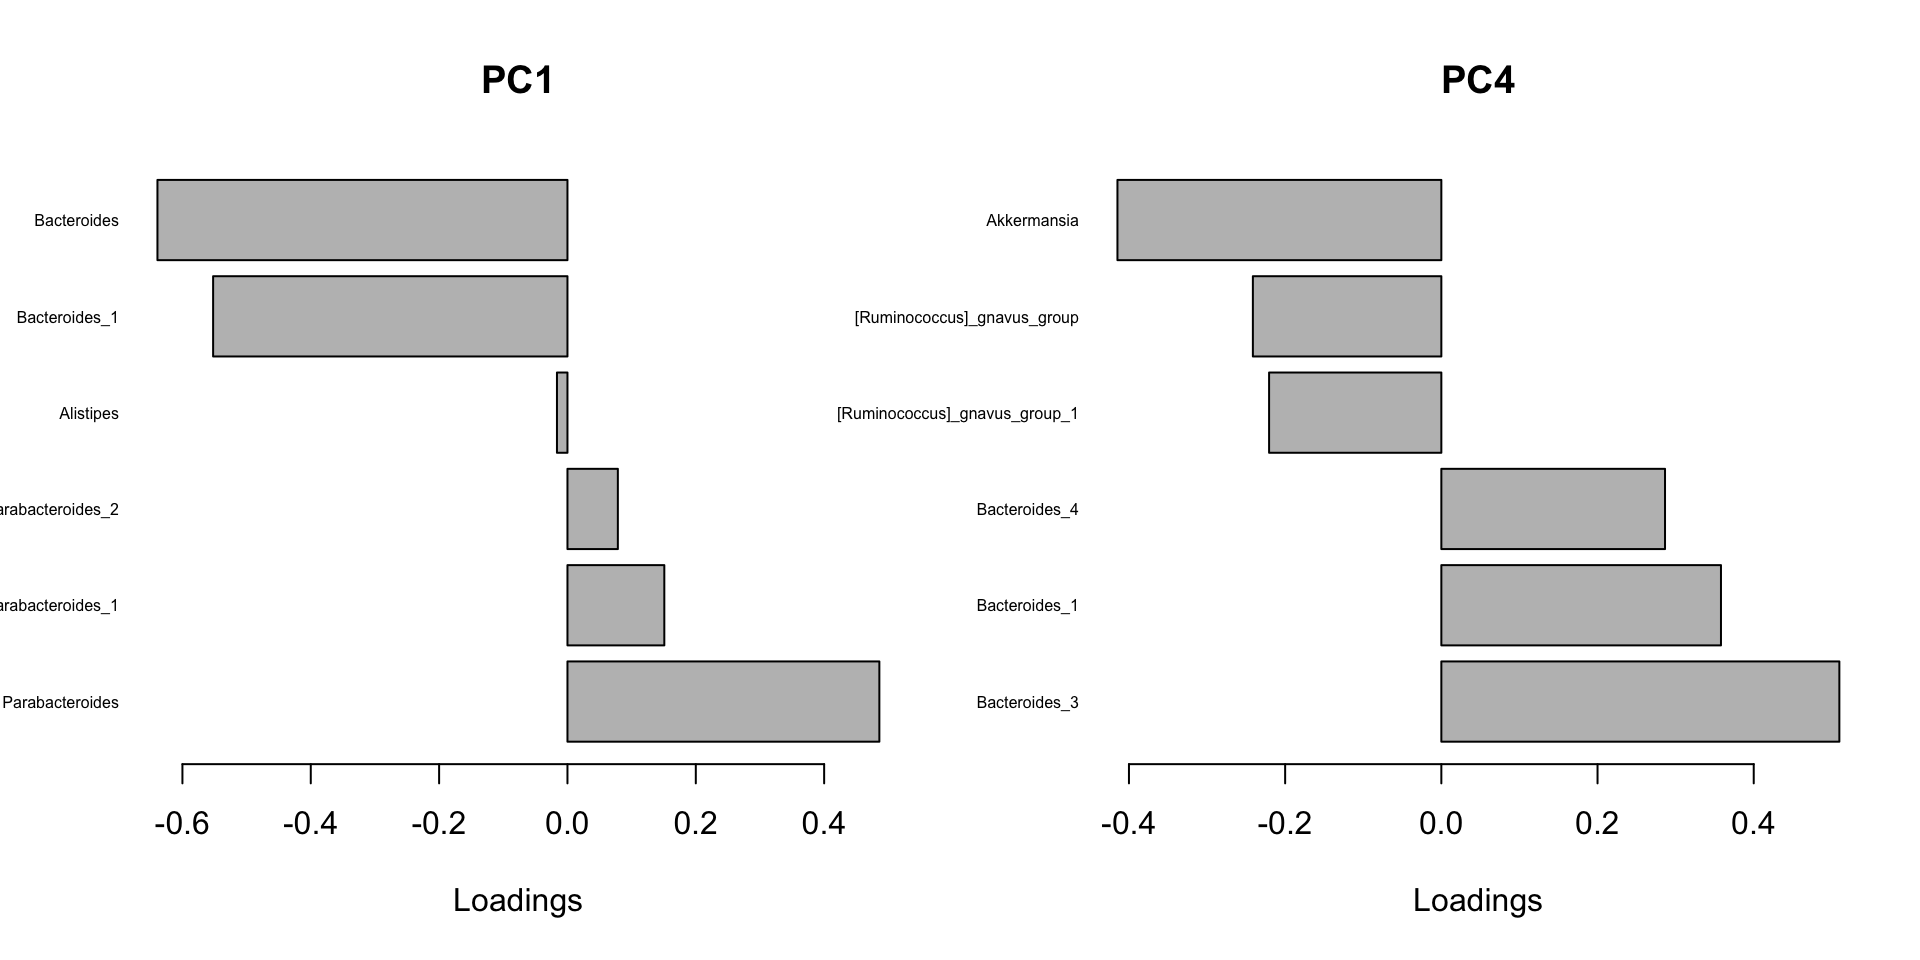 PC1
Bacteroides
Bacteroides_1
Alistipes
arabacteroides_2
arabacteroides_1
Parabacteroides
-0.6 -0.4 -0.2 0.0 0.2 0.4
Loadings
PC4
Akkermansia
[Ruminococcus]_gnavus_group
[Ruminococcus]_gnavus_group_1
Bacteroides_4
Bacteroides_1
Bacteroides_3
-0.4 -0.2 0.0 0.2 0.4
Loadings